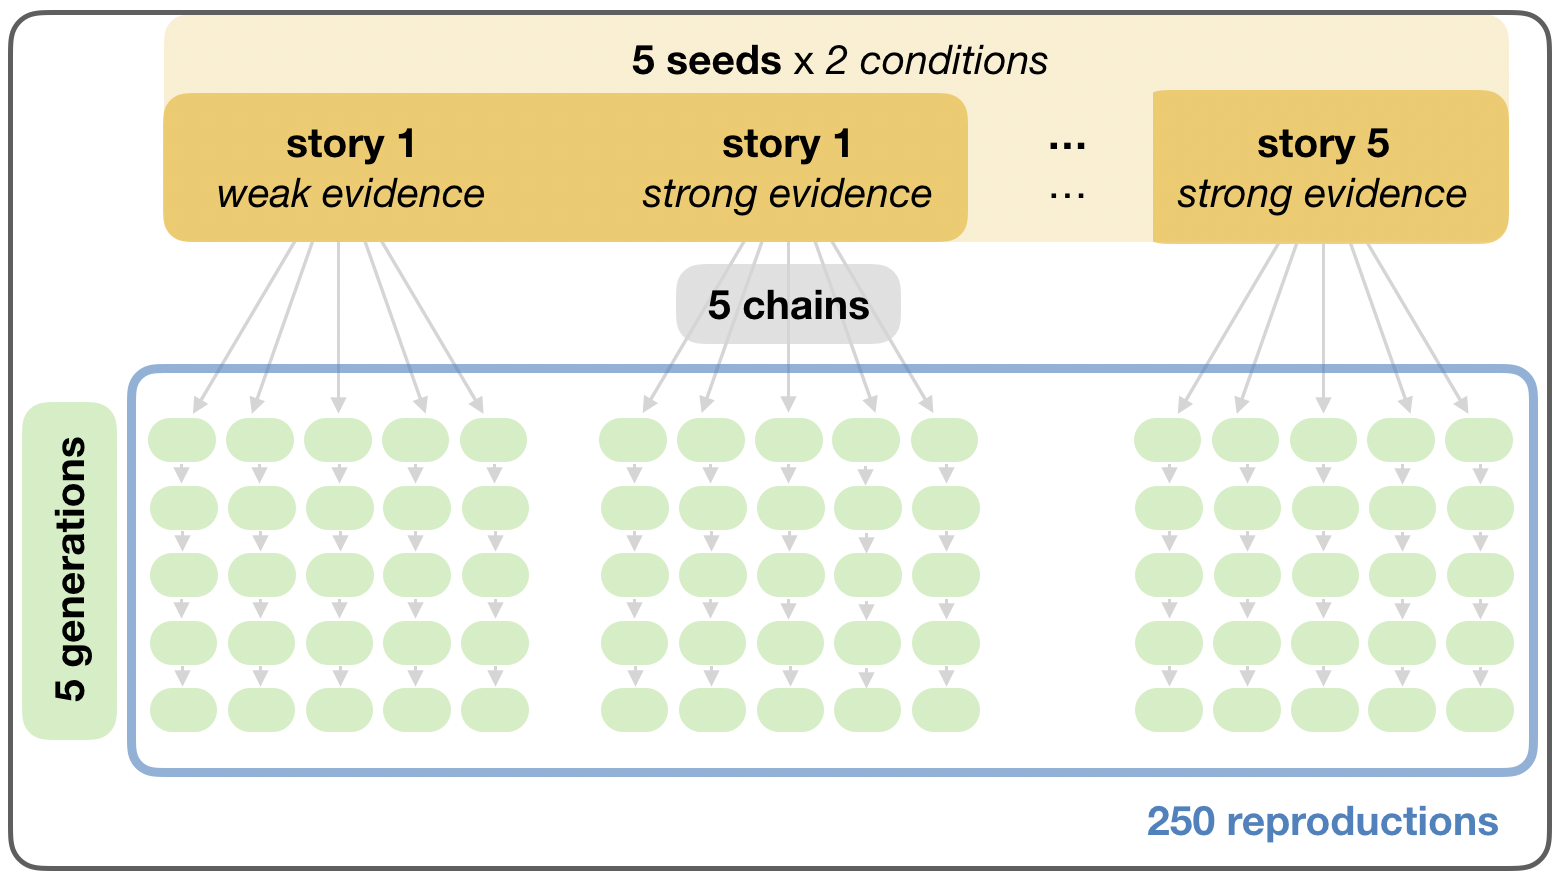 5 seeds x 2 conditions
story 1
weak evidence
story 1
strong evidence
...
...
story 5
strong evidence
5 chains
5 generations
250 reproductions